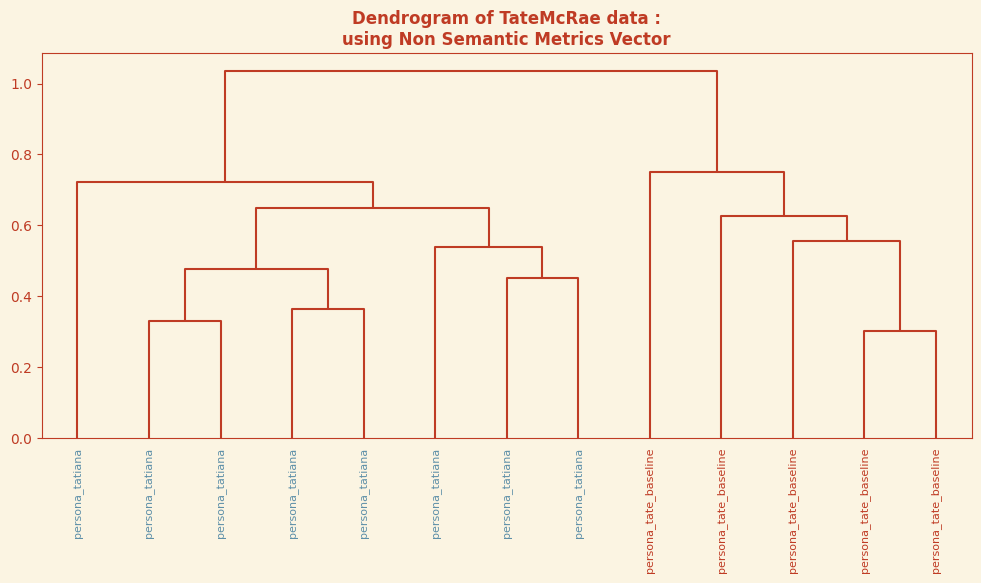 Dendrogram of TateMcRae data :
using Non Semantic Metrics Vector
1.0
0.8
0.6
0.4
0.2
0.0
persona_tatiana
persona_tatiana
persona_tatiana
persona_tatiana
persona_tatiana
persona_tatiana
persona_tatiana
persona_tatiana
persona_tate_baseline
persona_tate_baseline
persona_tate_baseline
persona_tate_baseline
persona_tate_baseline